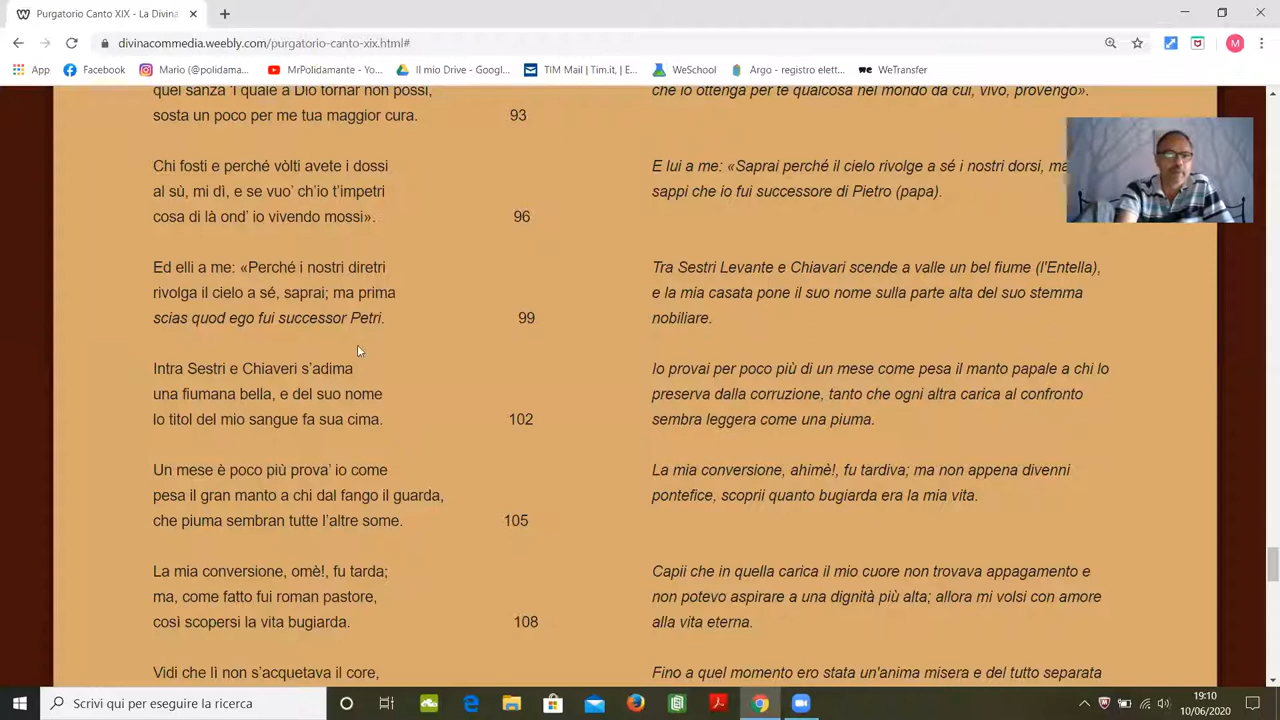 Purgatorio Canto XIX - La Divina
divinacommedia.weebly.com/purgatorio-canto-xix.html#
M
App
Facebook
Mario (@polidama...
MrPolidamante - Yo...
Il mio Drive - Googl...
TIM Mail | Tim.it, | E...
WeSchool
Argo - registro elett...
WeTransfer
quel sanza 'l quale a Dio tornar non possi,
sosta un poco per me tua maggior cura.
93
Chi fosti e perché vòlti avete i dossi
al sù, mi dì, e se vuo' ch'io t'impetri
cosa di là ond' io vivendo mossi».
96
Ed elli a me: «Perché i nostri diretri
rivolga il cielo a sé, saprai; ma prima
scias quod ego fui successor Petri.
99
Intra Sestri e Chiaveri s'adima
una fiumana bella, e del suo nome
lo titol del mio sangue fa sua cima.
102
Un mese è poco più prova' io come
pesa il gran manto a chi dal fango il guarda,
che piuma sembran tutte l'altre some.
105
La mia conversione, omè!, fu tarda;
ma, come fatto fui roman pastore,
così scopersi la vita bugiarda.
108
Vidi che lì non s'acquetava il core,
che io ottenga per te qualcosa nel mondo da cui, vivo, provengo».
E lui a me: «Saprai perché il cielo rivolge a sé i nostri dorsi, ma
sappi che io fui successore di Pietro (papa).
Tra Sestri Levante e Chiavari scende a valle un bel fiume (l'Entella),
e la mia casata pone il suo nome sulla parte alta del suo stemma
nobiliare.
Io provai per poco più di un mese come pesa il manto papale a chi lo
preserva dalla corruzione, tanto che ogni altra carica al confronto
sembra leggera come una piuma.
La mia conversione, ahimè!, fu tardiva; ma non appena divenni
pontefice, scoprii quanto bugiarda era la mia vita.
Capii che in quella carica il mio cuore non trovava appagamento e
non potevo aspirare a una dignità più alta; allora mi volsi con amore
alla vita eterna.
Fino a quel momento ero stata un'anima misera e del tutto separata
Scrivi qui per eseguire la ricerca
19:10
10/06/2020